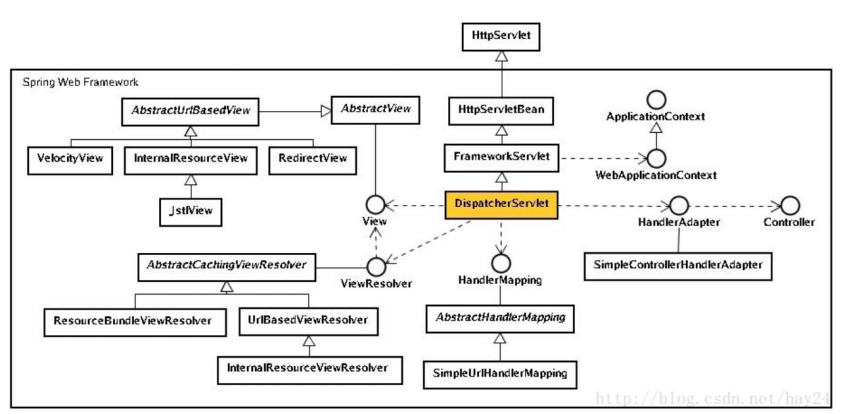 HttpServlet
Spring Web Framework
AbstractUrlBasedView
AbstractView
HttpServletBean
ApplicationContext
VelocityView
InternalResourceView
RedirectView
FrameworkServlet
WebApplicationContext
JstlView
View
DispatcherServlet
HandlerAdapter
Controller
AbstractCachingViewResolver
ViewResolver
HandlerMapping
SimpleControllerHandlerAdapter
ResourceBundleViewResolver
UrlBasedViewResolver
AbstractHandlerMapping
InternalResourceViewResolver
SimpleUrlHandlerMapping
http://blog.csdn.net/hay24